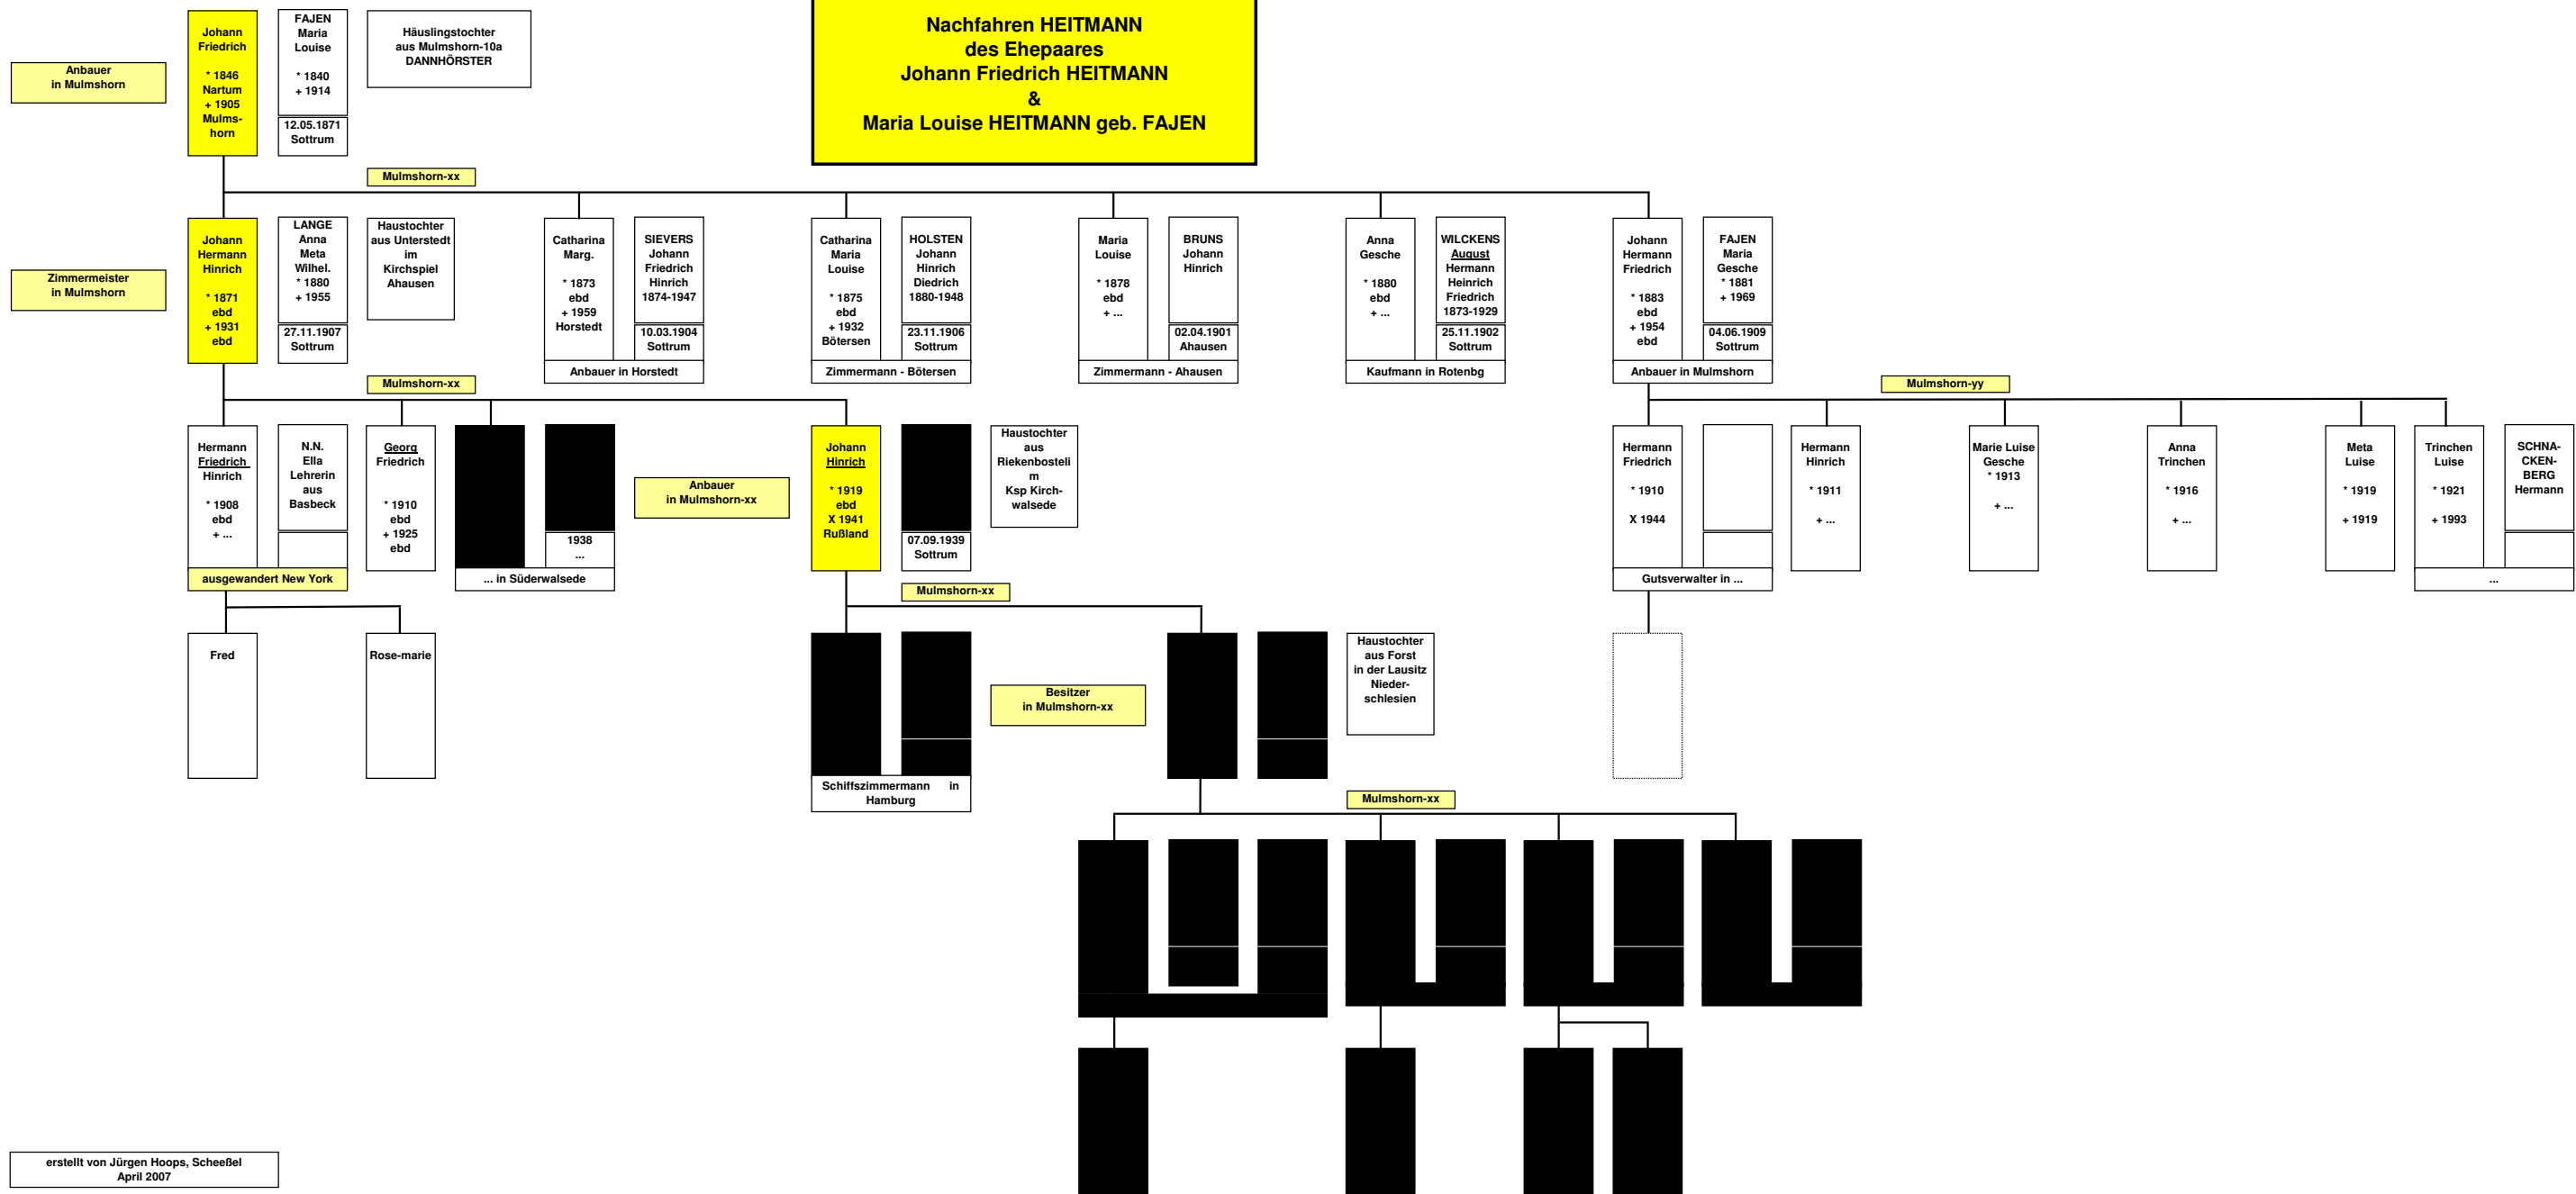 Nachfahren HEITMANN
des Ehepaares
Johann Friedrich HEITMANN
&
Maria Louise HEITMANN geb. FAJEN
Anbauer
in Mulmshorn
Johann
Friedrich
* 1846
Nartum
+ 1905
Mulms-
horn
FAJEN
Maria
Louise
* 1840
+ 1914
12.05.1871
Sottrum
Häuslingstochter
aus Mulmshorn-10a
DANNHÖRSTER
Mulmshorn-xx
Zimmermeister
in Mulmshorn
Johann
Hermann
Hinrich
* 1871
ebd
+ 1931
ebd
LANGE
Anna
Meta
Wilhel.
* 1880
+ 1955
27.11.1907
Sottrum
Haustochter
aus Unterstedt
im
Kirchspiel
Ahausen
Catharina
Marg.
* 1873
ebd
+ 1959
Horstedt
SIEVERS
Johann
Friedrich
Hinrich
1874-1947
10.03.1904
Sottrum
Anbauer in Horstedt
Catharina
Maria
Louise
* 1875
ebd
+ 1932
Bötersen
HOLSTEN
Johann
Hinrich
Diedrich
1880-1948
23.11.1906
Sottrum
Zimmermann - Bötersen
Maria
Louise
* 1878
ebd
+ ...
BRUNS
Johann
Hinrich
02.04.1901
Ahausen
Zimmermann - Ahausen
Anna
Gesche
* 1880
ebd
+ ...
WILCKENS
August
Hermann
Heinrich
Friedrich
1873-1929
25.11.1902
Sottrum
Kaufmann in Rotenbg
Johann
Hermann
Friedrich
* 1883
ebd
+ 1954
ebd
FAJEN
Maria
Gesche
* 1881
+ 1969
04.06.1909
Sottrum
Anbauer in Mulmshorn
Mulmshorn-xx
Mulmshorn-yy
Hermann
Friedrich
Hinrich
* 1908
ebd
+ ...
N.N.
Ella
Lehrerin
aus
Basbeck
ausgewandert New York
Georg
Friedrich
* 1910
ebd
+ 1925
ebd
1938
...
... in Süderwalsede
Anbauer
in Mulmshorn-xx
Johann
Hinrich
* 1919
ebd
X 1941
Rußland
07.09.1939
Sottrum
Haustochter
aus
Riekenbosteli
m
Ksp Kirch-
walsede
Hermann
Friedrich
* 1910
X 1944
Gutsverwalter in ...
Hermann
Hinrich
* 1911
+ ...
Marie Luise
Gesche
* 1913
+ ...
Anna
Trinchen
* 1916
+ ...
Meta
Luise
* 1919
+ 1919
Trinchen
Luise
* 1921
+ 1993
SCHNA-
CKEN-
BERG
Hermann
...
Mulmshorn-xx
Fred
Rose-marie
Schiffszimmermann in
Hamburg
Besitzer
in Mulmshorn-xx
Haustochter
aus Forst
in der Lausitz
Nieder-
schlesien
Mulmshorn-xx
erstellt von Jürgen Hoops, Scheeßel
April 2007